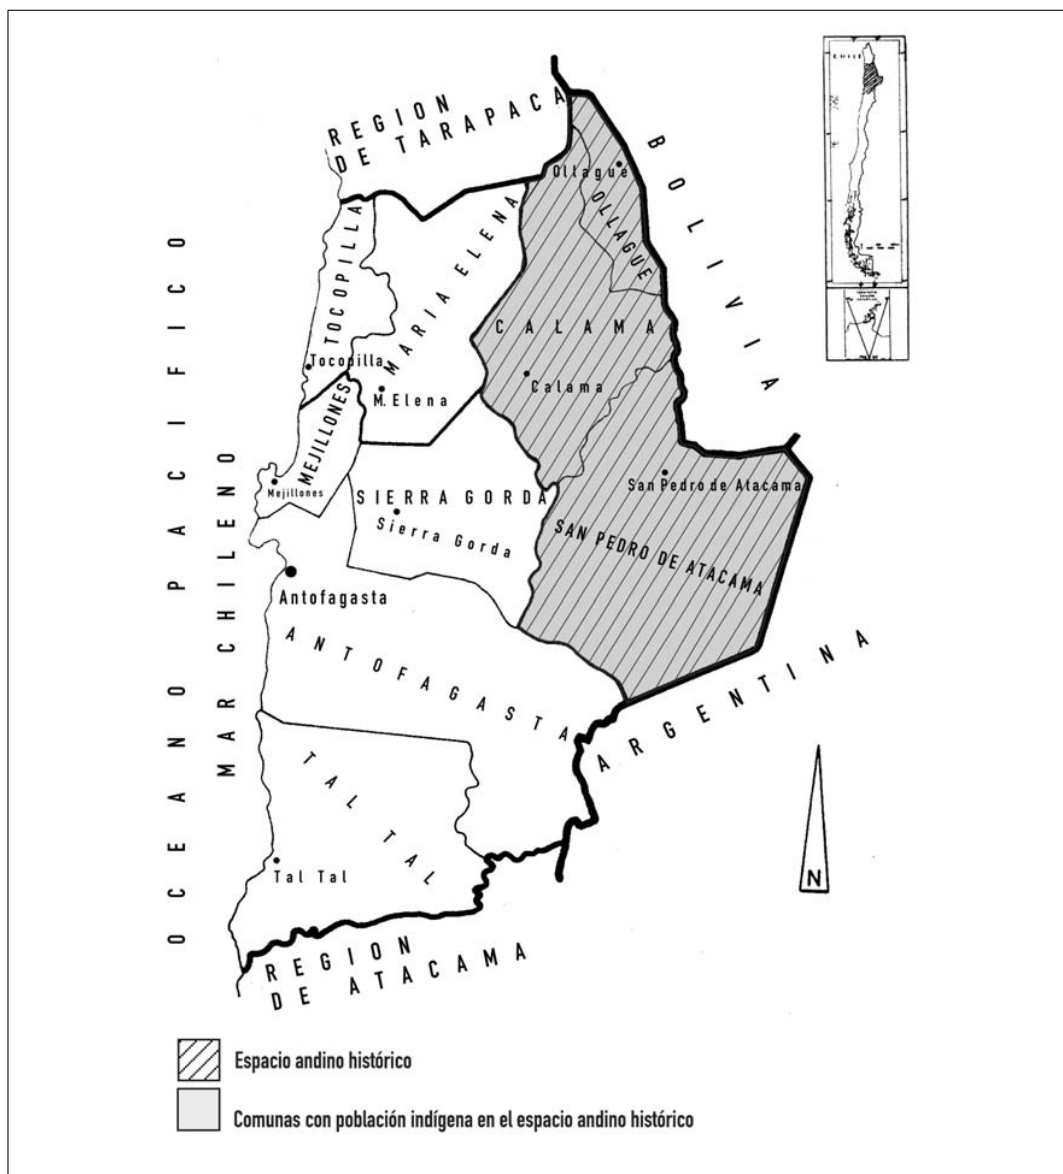 CHILE
REGION
DE TARAPACA
BOLIVIA
Ollague
OLLAGUE
TOCOPILLA
MARIA ELENA
CALAMA
Tocopilla
M. Elena
Calama
MEJILLONES
Mejillones
SIERRA GORDA
Sierra Gorda
San Pedro de Atacama
SAN PEDRO DE ATACAMA
OCEANO PACIFICO
MAR CHILENO
Antofagasta
ANTOFAGASTA
ARGENTINA
TAL TAL
Tal Tal
N
REGION
DE ATACAMA
Espacio andino histórico
Comunas con población indígena en el espacio andino histórico